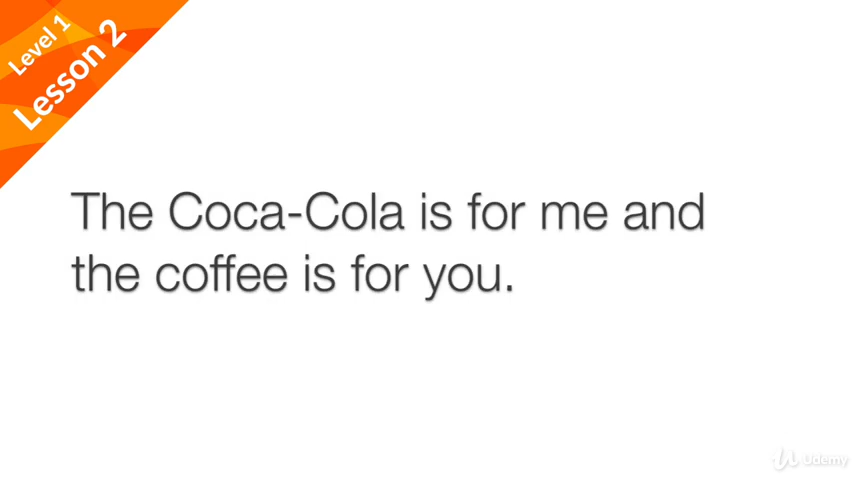 Level 1
Lesson 2
The Coca-Cola is for me and
the coffee is for you.
Udemy